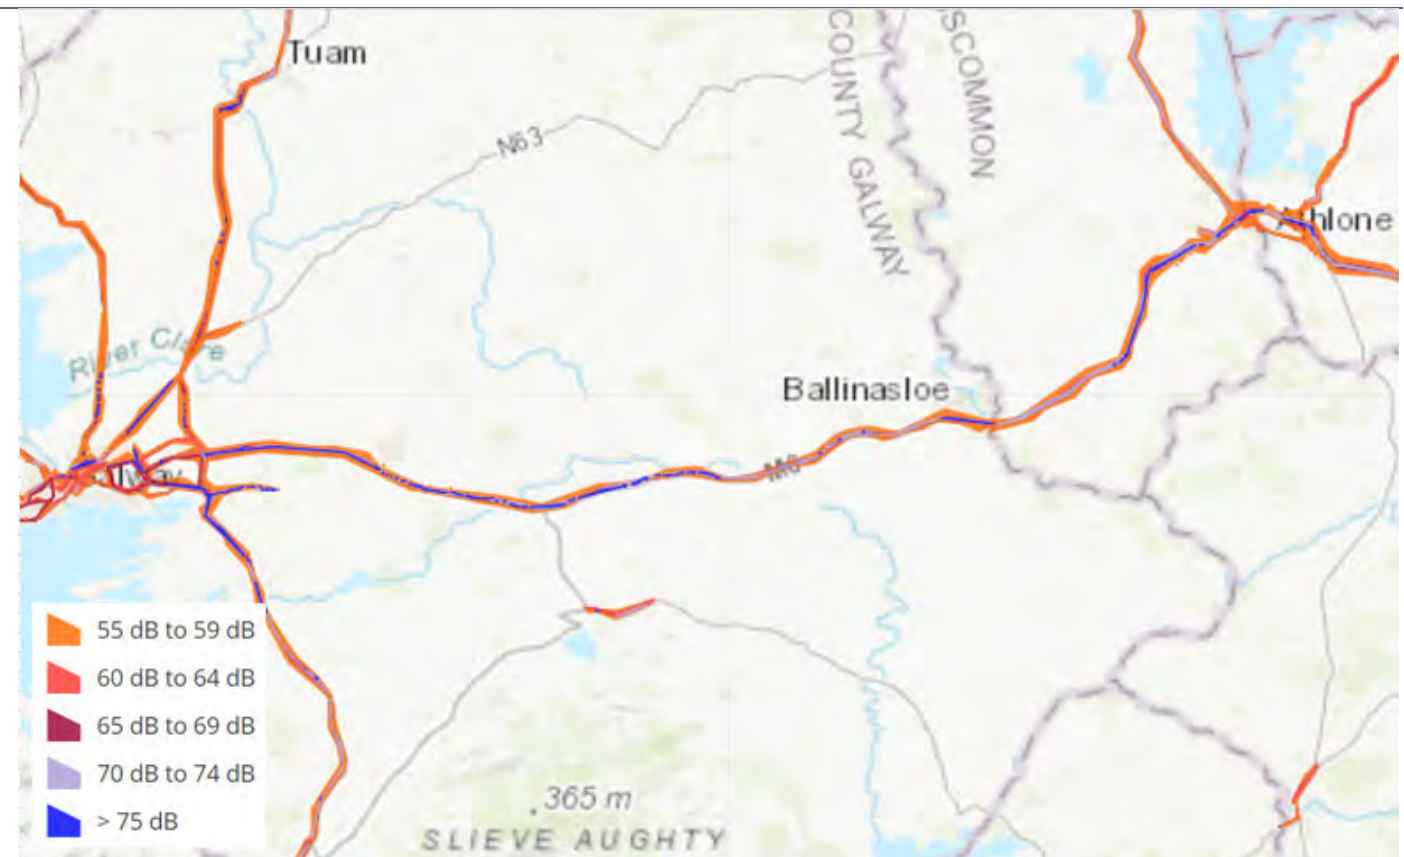 Tuam
N63
COUNTY GALWAY
SCOMMON
Athlone
River Clare
Ballinasloe
M6
55 dB to 59 dB
60 dB to 64 dB
65 dB to 69 dB
70 dB to 74 dB
> 75 dB
365 m
SLIEVE AUGHTY